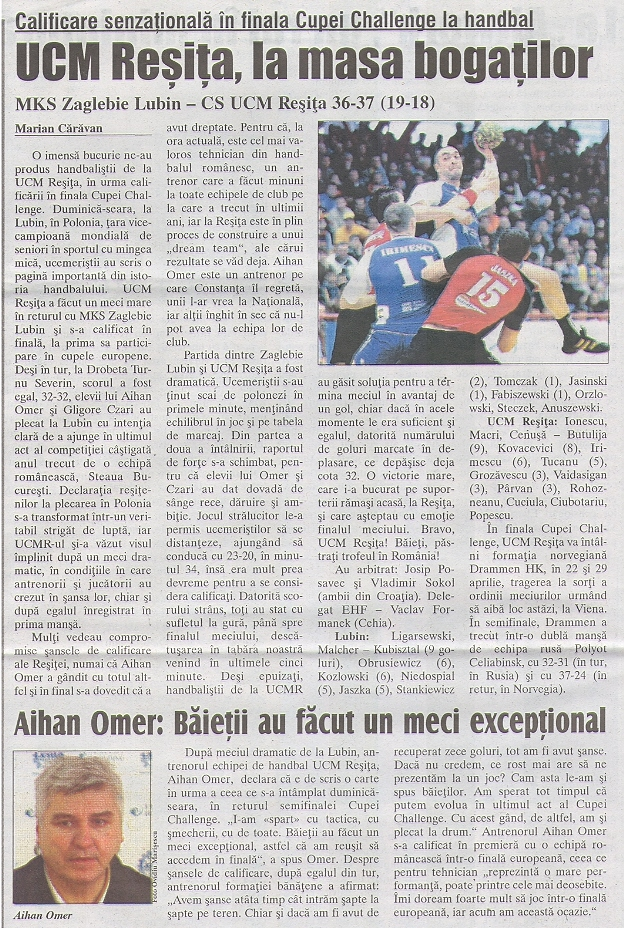 Calificare senzațională în finala Cupei Challenge la handbal
UCM Reșița, la masa bogaților
MKS Zaglebie Lubin – CS UCM Reșița 36-37 (19-18)
Marian Cărăvan
O imensă bucurie ne-au
produs handbaliștii de la
UCM Reșița, în urma cali-
ficării în finala Cupei Chal-
lenge. Duminică-seara, la
Lubin, în Polonia, țara vice-
campioană mondială de
seniori în sportul cu mingea
mică, ucemeriștii au scris o
pagină importantă din isto-
ria handbalului. UCM
Reșița a făcut un meci mare
în returul cu MKS Zaglebie
Lubin și s-a calificat în
finală, la prima sa partici-
pare în cupele europene.
Deși în tur, la Drobeta Tur-
nu Severin, scorul a fost
egal, 32-32, elevii lui Aihan
Omer și Gligore Czari au
plecat la Lubin cu intenția
clară de a ajunge în ultimul
act al competiției câștigată
anul trecut de o echipă
românească, Steaua Bu-
curești. Declarația reșițe-
nilor la plecarea în Polonia
s-a transformat într-un veri-
tabil strigăt de luptă, iar
UCMR-ul și-a văzut visul
împlinit după un meci dra-
matic, în condițiile în care
antrenorii și jucătorii au
crezut în șansa lor, chiar și
după egalul înregistrat în
prima manșă.
Mulți vedeau compro-
mise șansele de calificare
ale Reșiței, numai că Aihan
Omer a gândit cu totul alt-
fel și în final s-a dovedit că a
avut dreptate. Pentru că, la
ora actuală, este cel mai va-
loros tehnician din hand-
balul românesc, un an-
trenor care a făcut minuni
la toate echipele de club pe
la care a trecut în ultimii
ani, iar la Reșița este în plin
proces de construire a unui
„dream team", ale cărui
rezultate se văd deja. Aihan
Omer este un antrenor pe
care Constanța îl regretă,
unii l-ar vrea la Națională,
iar alții înghit în sec că nu-l
pot avea la echipa lor de
club.
Partida dintre Zaglebie
Lubin și UCM Reșița a fost
dramatică. Ucemeriștii s-au
ținut scai de polonezi în
primele minute, menținând
echilibrul în joc și pe tabela
de marcaj. Din partea a
doua a întâlnirii, raportul
de forțe s-a schimbat, pen-
tru că elevii lui Omer și
Czari au dat dovadă de
sânge rece, dăruire și am-
biție. Jocul strălucitor le-a
permis ucemeriștilor să se
distanțeze, ajungând să
conducă cu 23-20, în minu-
tul 34, însă era mult prea
devreme pentru a se consi-
dera calificați. Datorită sco-
rului strâns, toți au stat cu
sufletul la gură, până spre
finalul meciului, descă-
tușarea în tabăra noastră
venind în ultimele cinci
minute. Deși epuizați,
handbaliștii de la UCMR
IRIMESCU
11
JASZKA
15
au găsit soluția pentru a ter-
mina meciul în avantaj de
un gol, chiar dacă în acele
momente le era suficient și
egalul, datorită numărului
de goluri marcate în de-
plasare, ce depășise deja
cota 32. O victorie mare,
care i-a bucurat pe supor-
terii rămași acasă, la Reșița,
și care așteptau cu emoție
finalul meciului. Bravo,
UCM Reșița! Băieți, păs-
trați trofeul în România!
Au arbitrat: Josip Po-
savec și Vladimir Sokol
(ambii din Croația). Dele-
gat EHF – Vaclav For-
manek (Cehia).
Lubin: Ligarsewski,
Malcher – Kubisztal (9 go-
luri), Obrusiewicz (6),
Kozlowski (6), Niedospial
(5), Jaszka (5), Stankiewicz
(2), Tomczak (1), Jasinski
(1), Fabiszewski (1), Orzlo-
wski, Steczek, Anuszewski.
UCM Reșița: Ionescu,
Macri, Cenușă – Butulija
(9), Kovacevici (8), Iri-
mescu (6), Tucanu (5),
Grozăvescu (3), Vaidasigan
(3), Pârvan (3), Rohoz-
neanu, Cuciula, Ciubotariu,
Popescu.
În finala Cupei Chal-
lenge, UCM Reșița va întâl-
ni formația norvegiană
Drammen HK, în 22 și 29
aprilie, tragerea la sorți a
ordinii meciurilor urmând
să aibă loc astăzi, la Viena.
În semifinale, Drammen a
trecut într-o dublă manșă
de echipa rusă Polyot
Celiabinsk, cu 32-31 (în tur,
în Rusia) și cu 37-24 (în
retur, în Norvegia).
Aihan Omer: Băieții au făcut un meci excepțional
Foto Ovidiu Marișescu
Aihan Omer
După meciul dramatic de la Lubin, an-
trenorul echipei de handbal UCM Reșița,
Aihan Omer, declara că e de scris o carte
în urma a ceea ce s-a întâmplat duminică-
seara, în returul semifinalei Cupei
Challenge. „I-am «spart» cu tactica, cu
șmecherii, cu de toate. Băieții au făcut un
meci excepțional, astfel că am reușit să
accedem în finală", a spus Omer. Despre
șansele de calificare, după egalul din tur,
antrenorul formației bănățene a afirmat:
„Avem șanse atâta timp cât intrăm șapte la
șapte pe teren. Chiar și dacă am fi avut de
recuperat zece goluri, tot am fi avut șanse.
Dacă nu credem, ce rost mai are să ne
prezentăm la un joc? Cam asta le-am și
spus băieților. Am sperat tot timpul că
putem evolua în ultimul act al Cupei
Challenge. Cu acest gând, de altfel, am și
plecat la drum." Antrenorul Aihan Omer
s-a calificat în premieră cu o echipă ro-
mânească într-o finală europeană, ceea ce
pentru tehnician „reprezintă o mare per-
formanță, poate printre cele mai deosebite.
Îmi doream foarte mult să joc într-o finală
europeană, iar acum am această ocazie."